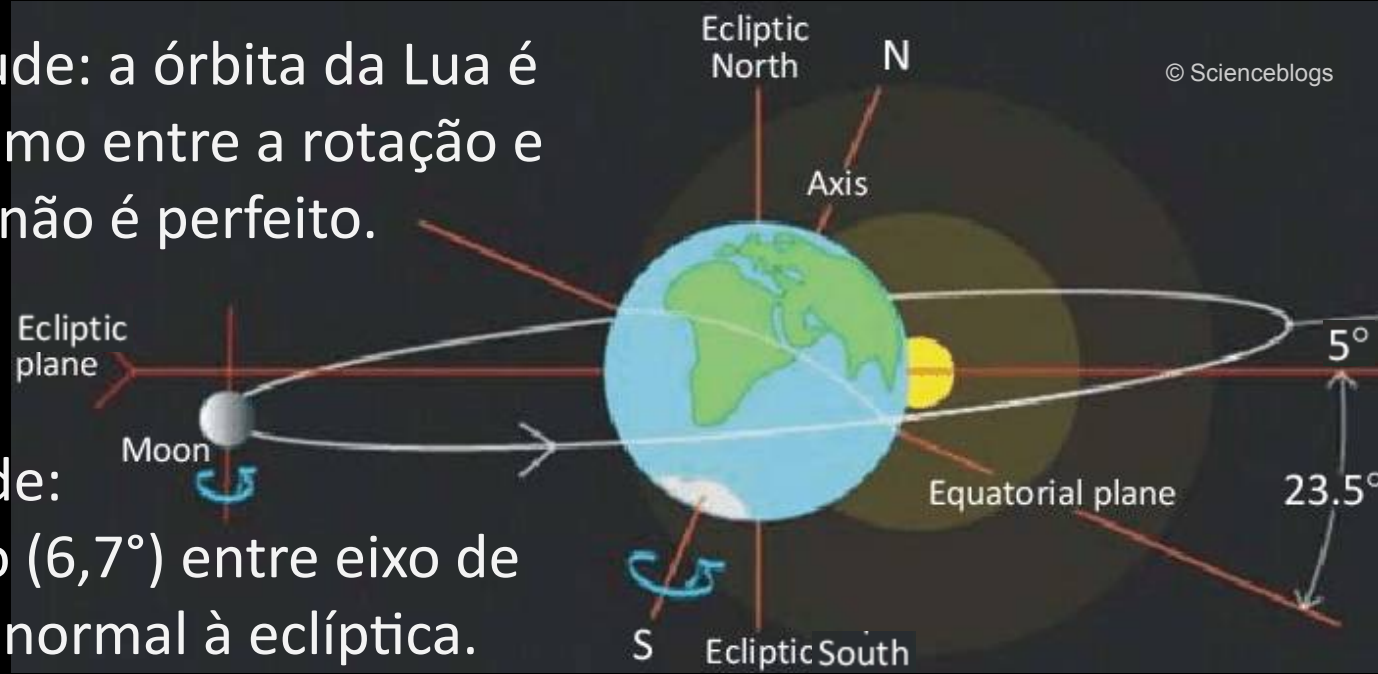 ude: a órbita da Lua é
mo entre a rotação e
não é perfeito.
de:
o (6,7°) entre eixo de
normal à eclíptica.
Ecliptic
North
N
© Scienceblogs
Axis
Ecliptic
plane
Moon
5°
Equatorial plane
23.5°
S
Ecliptic South